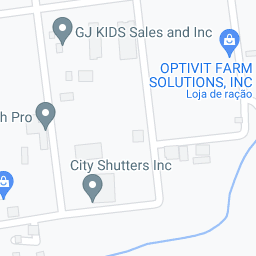 GJ KIDS Sales and Inc
OPTIVIT FARM
SOLUTIONS, INC
Loja de ração
h Pro
City Shutters Inc